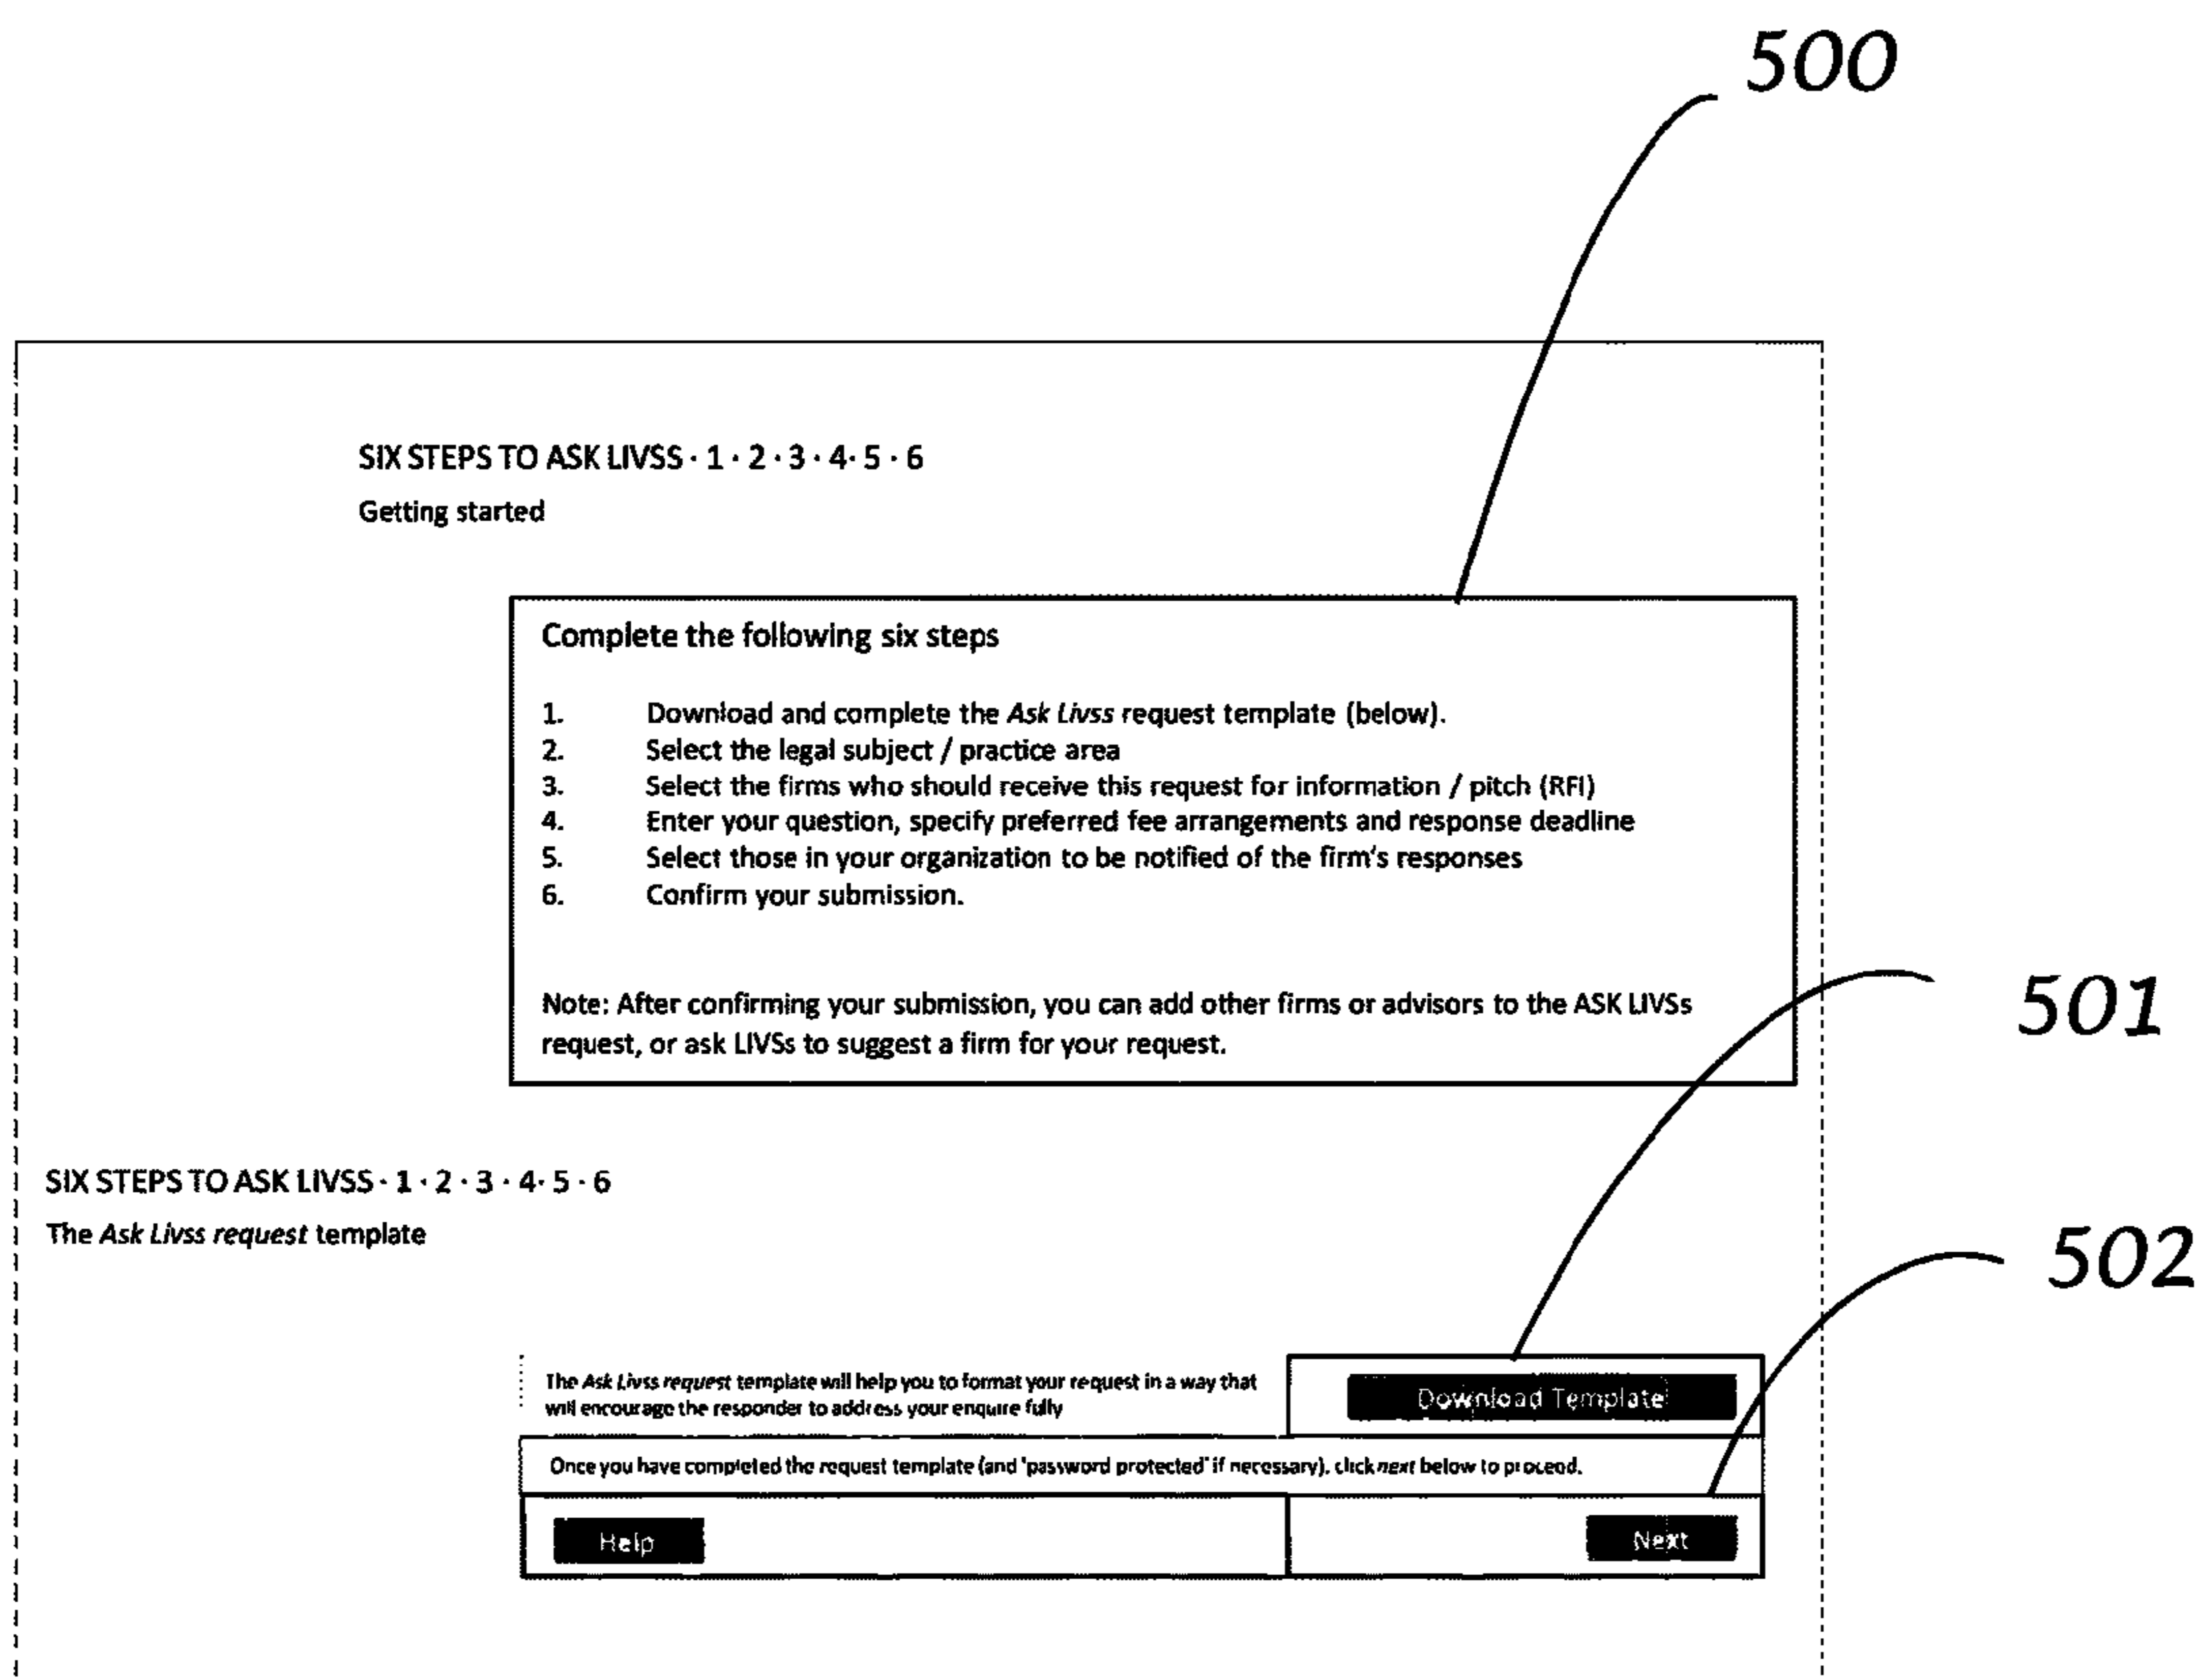 500
SIX STEPS TO ASK LIVSS · 1 · 2 · 3 · 4 · 5 · 6
Getting started
Complete the following six steps
1. Download and complete the Ask Livss request template (below).
2. Select the legal subject / practice area
3. Select the firms who should receive this request for information / pitch (RFI)
4. Enter your question, specify preferred fee arrangements and response deadline
5. Select those in your organization to be notified of the firm's responses
6. Confirm your submission.
Note: After confirming your submission, you can add other firms or advisors to the ASK LIVSs
request, or ask LIVSs to suggest a firm for your request.
501
SIX STEPS TO ASK LIVSS · 1 · 2 · 3 · 4 · 5 · 6
The Ask Livss request template
502
The Ask Livss request template will help you to format your request in a way that
will encourage the responder to address your enquire fully
Download Template
Once you have completed the request template (and 'password protected' if necessary), click next below to proceed.
Help
Next